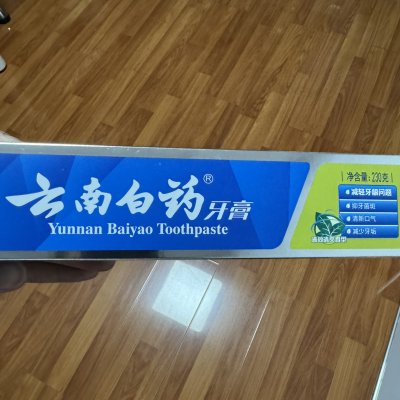 云南白药®牙膏
Yunnan Baiyao Toothpaste
净含量:230克
减轻牙龈问题
抑牙菌斑
清新口气
减少牙垢